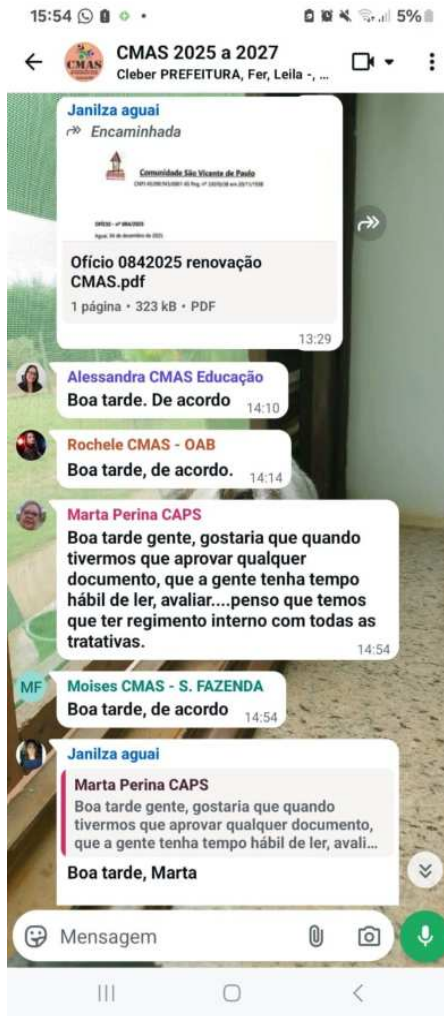 15:54
5%
CMAS
CMAS 2025 a 2027
Cleber PREFEITURA, Fer, Leila -, ...
Janilza aguai
Encaminhada
Comunidade São Vicente de Paulo
Ofício 0842025 renovação
CMAS.pdf
1 página • 323 kB • PDF
13:29
Alessandra CMAS Educação
Boa tarde. De acordo
14:10
Rochele CMAS - OAB
Boa tarde, de acordo.
14:14
Marta Perina CAPS
Boa tarde gente, gostaria que quando
tivermos que aprovar qualquer
documento, que a gente tenha tempo
hábil de ler, avaliar....penso que temos
que ter regimento interno com todas as
tratativas.
14:54
MF
Moises CMAS - S. FAZENDA
Boa tarde, de acordo
14:54
Janilza aguai
Marta Perina CAPS
Boa tarde gente, gostaria que quando
tivermos que aprovar qualquer documento,
que a gente tenha tempo hábil de ler, avali...
Boa tarde, Marta
Mensagem